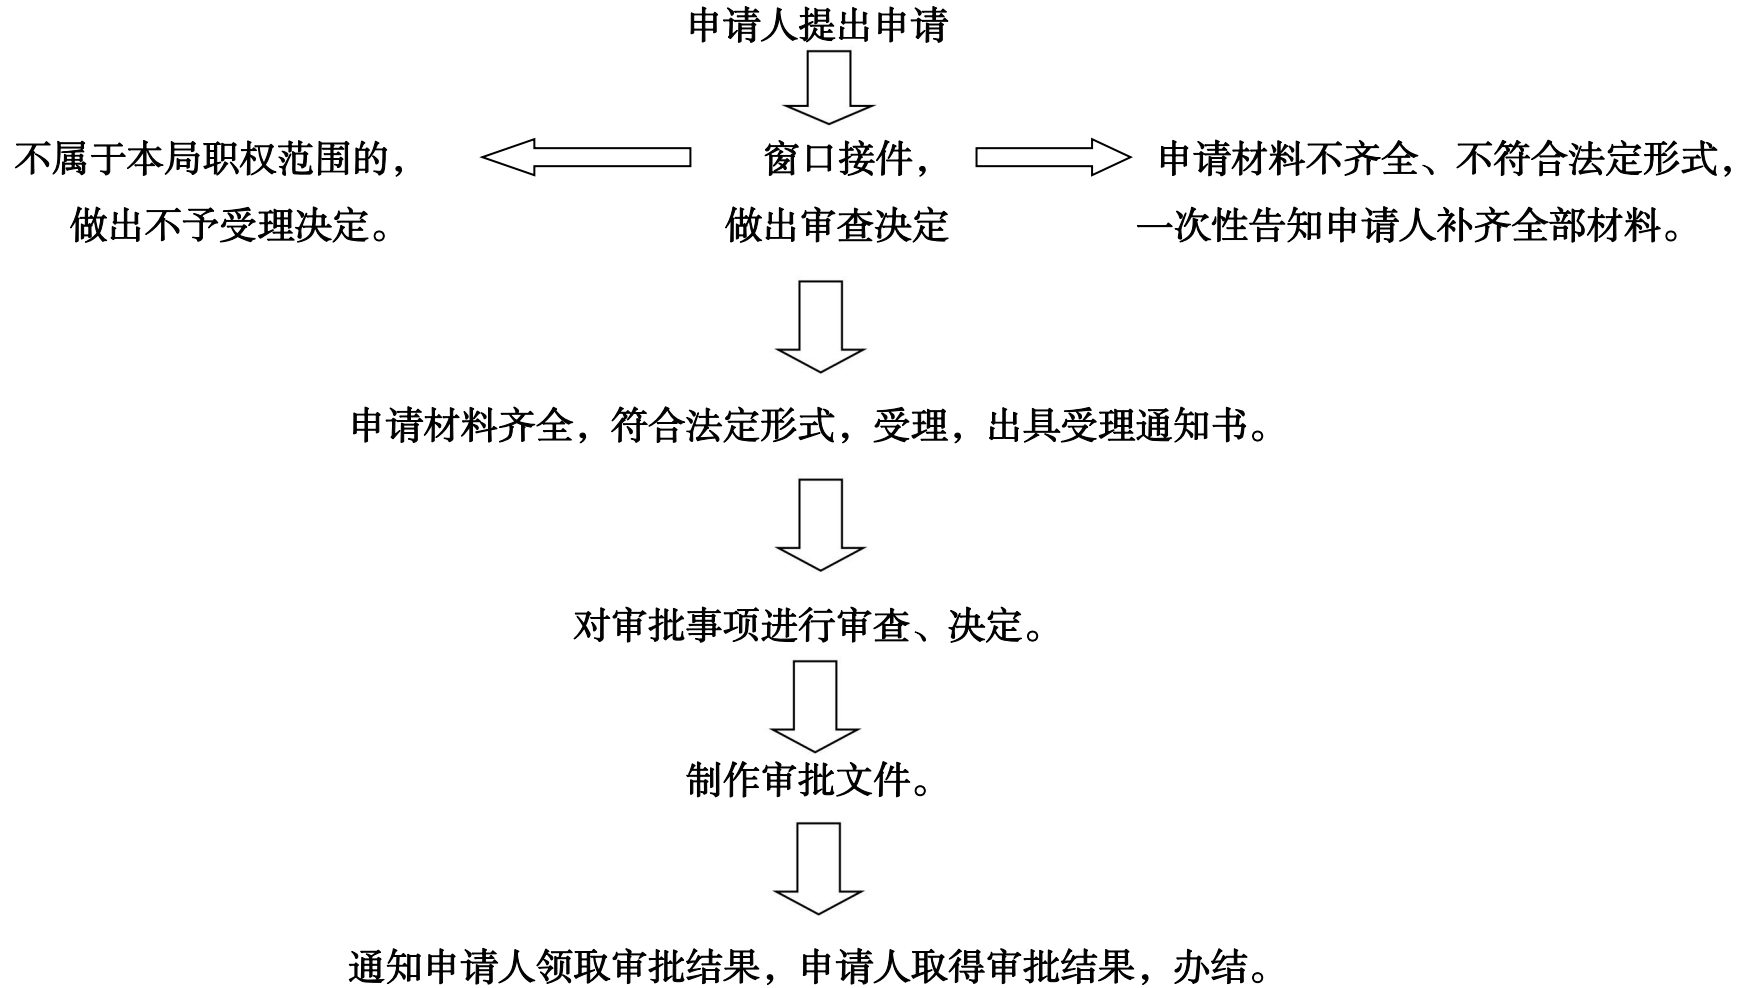 申请人提出申请
不属于本局职权范围的，
做出不予受理决定。
窗口接件，
做出审查决定
申请材料不齐全、不符合法定形式，
一次性告知申请人补齐全部材料。
申请材料齐全，符合法定形式，受理，出具受理通知书。
对审批事项进行审查、决定。
制作审批文件。
通知申请人领取审批结果，申请人取得审批结果，办结。